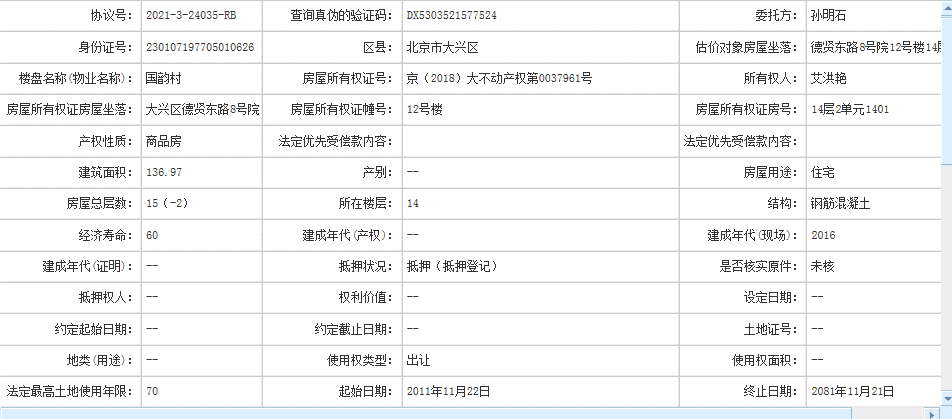 协议号: 2021-3-24035-RB 查询真伪的验证码: DX5303521577524 委托方: 孙明石
身份证号: 230107197705010626 区县: 北京市大兴区 估价对象房屋坐落: 德贤东路8号院12号楼14层
楼盘名称(物业名称): 国韵村 房屋所有权证号: 京（2018）大不动产权第0037961号 所有权人: 艾洪艳
房屋所有权证房屋坐落: 大兴区德贤东路8号院 房屋所有权证幢号: 12号楼 房屋所有权证房号: 14层2单元1401
产权性质: 商品房 法定优先受偿款内容: 法定优先受偿款内容:
建筑面积: 136.97 产别: -- 房屋用途: 住宅
房屋总层数: 15（-2） 所在楼层: 14 结构: 钢筋混凝土
经济寿命: 60 建成年代(产权): -- 建成年代(现场): 2016
建成年代(证明): -- 抵押状况: 抵押（抵押登记） 是否核实原件: 未核
抵押权人: -- 权利价值: -- 设定日期: --
约定起始日期: -- 约定截止日期: -- 土地证号: --
地类(用途): -- 使用权类型: 出让 使用权面积: --
法定最高土地使用年限: 70 起始日期: 2011年11月22日 终止日期: 2081年11月21日